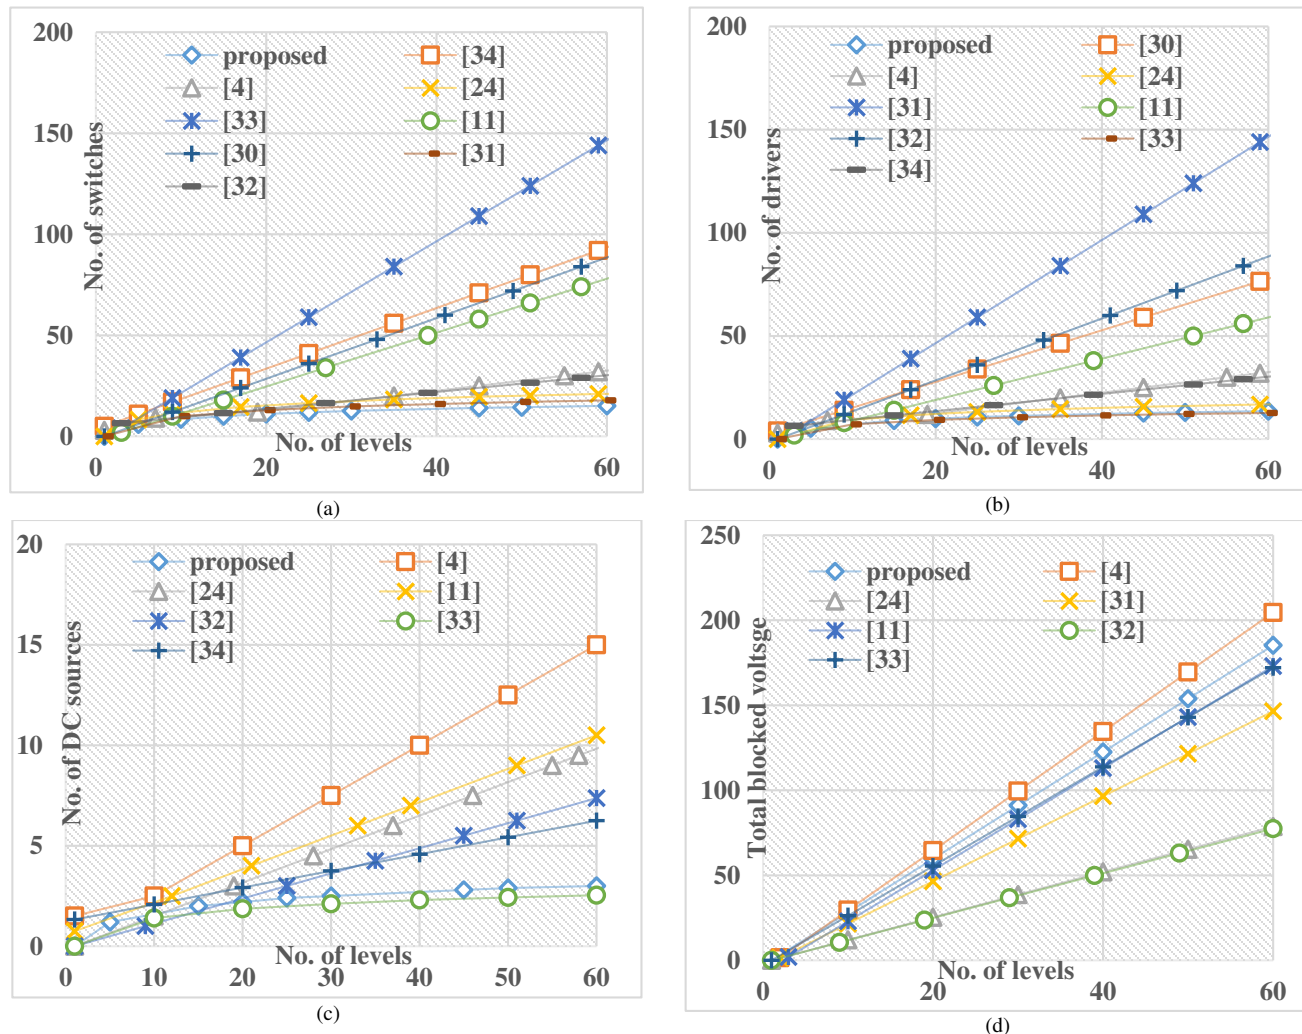 200
150
100
50
0
No. of switches
proposed [34]
[4] [24]
[33] [11]
[30] [31]
[32]
0 20 40 60
No. of levels
(a)
200
150
100
50
0
No. of drivers
proposed [30]
[4] [24]
[31] [11]
[32] [33]
[34]
0 20 40 60
No. of levels
(b)
20
15
10
5
0
No. of DC sources
proposed [4]
[24] [11]
[32] [33]
[34]
No. of levels
0 10 20 30 40 50 60
(c)
250
200
150
100
50
0
Total blocked voltsge
proposed [4]
[24] [31]
[11] [32]
[33]
No. of levels
0 20 40 60
(d)